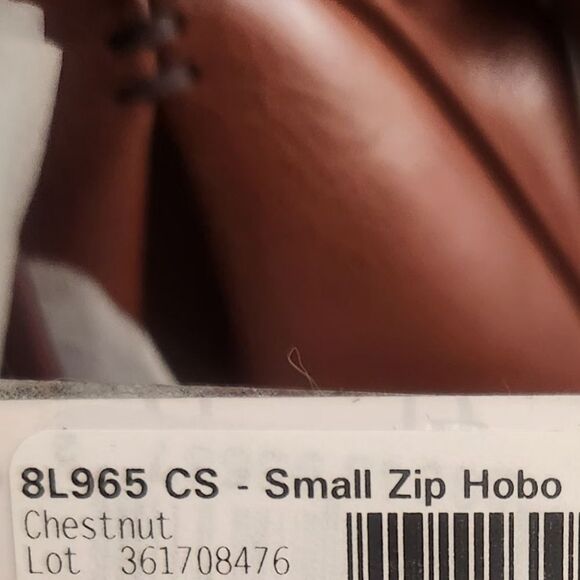 8L965 CS - Small Zip Hobo
Chestnut
Lot 361708476